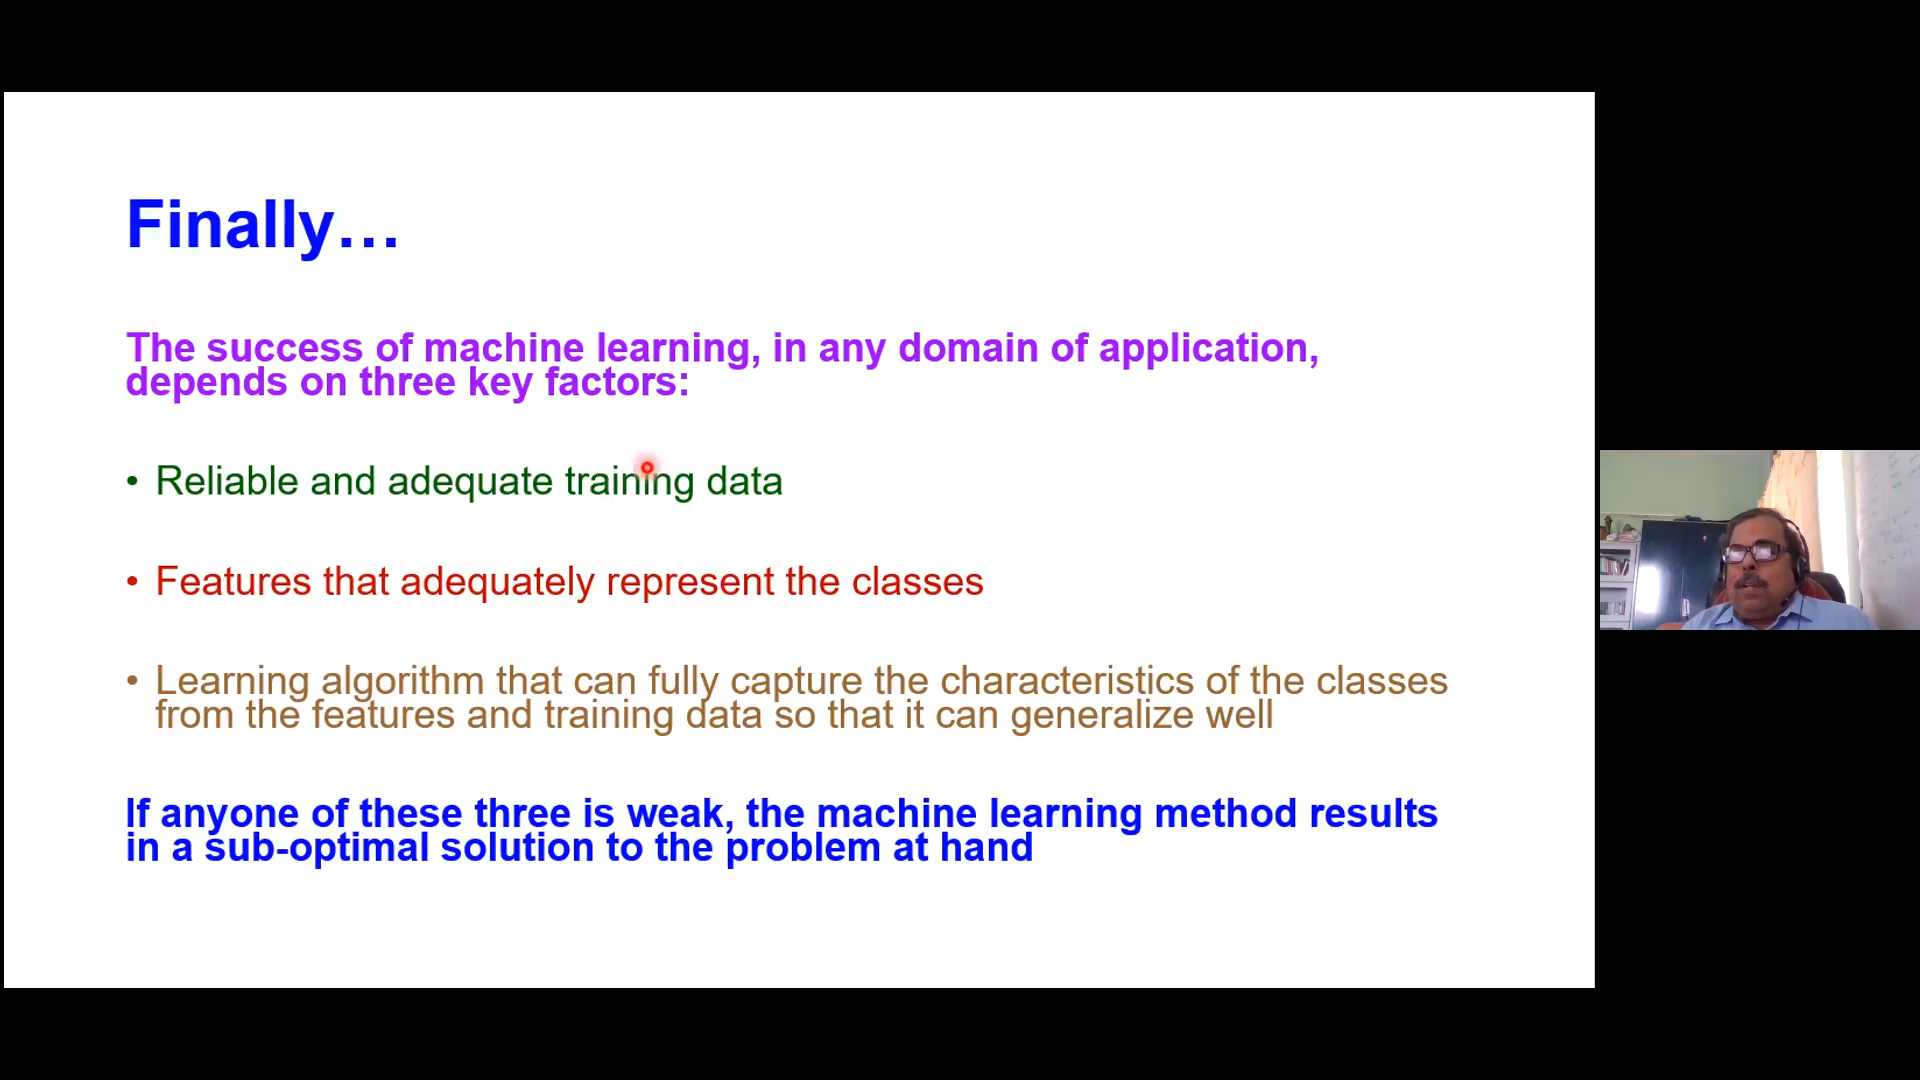 Finally…
The success of machine learning, in any domain of application,
depends on three key factors:
• Reliable and adequate training data
• Features that adequately represent the classes
• Learning algorithm that can fully capture the characteristics of the classes
from the features and training data so that it can generalize well
If anyone of these three is weak, the machine learning method results
in a sub-optimal solution to the problem at hand